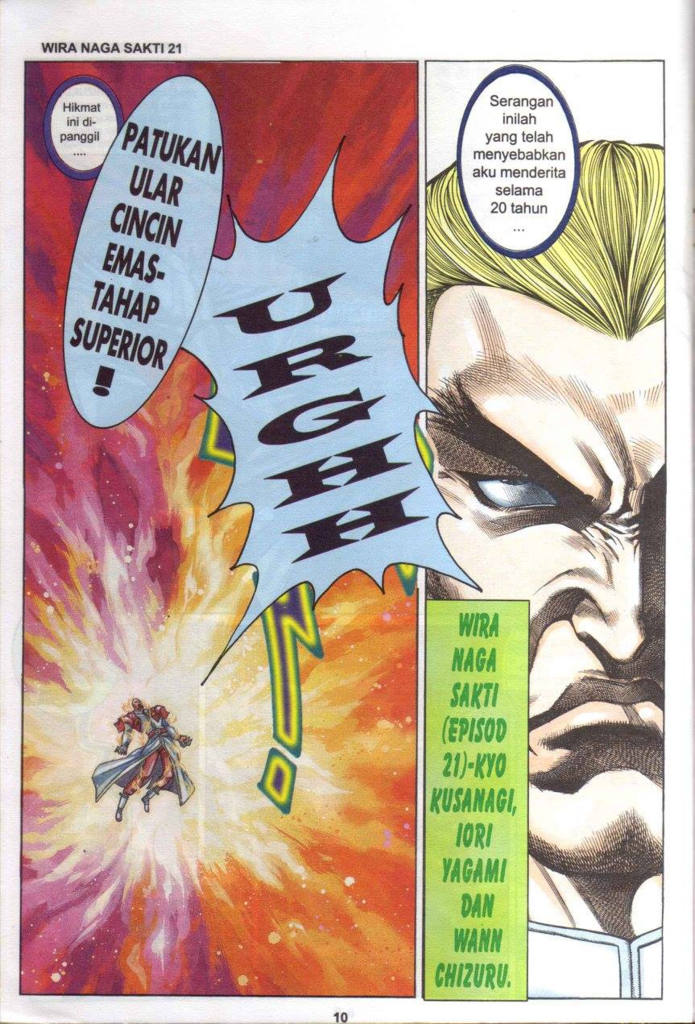 WIRA NAGA SAKTI 21
Hikmat
ini di-
panggil
....
PATUKAN
ULAR
CINCIN
EMAS-
TAHAP
SUPERIOR
!
URGHH
Serangan
inilah
yang telah
menyebabkan
aku menderita
selama
20 tahun
...
WIRA
NAGA
SAKTI
(EPISOD
21)-KYO
KUSANAGI,
IORI
YAGAMI
DAN
WANN
CHIZURU.
10